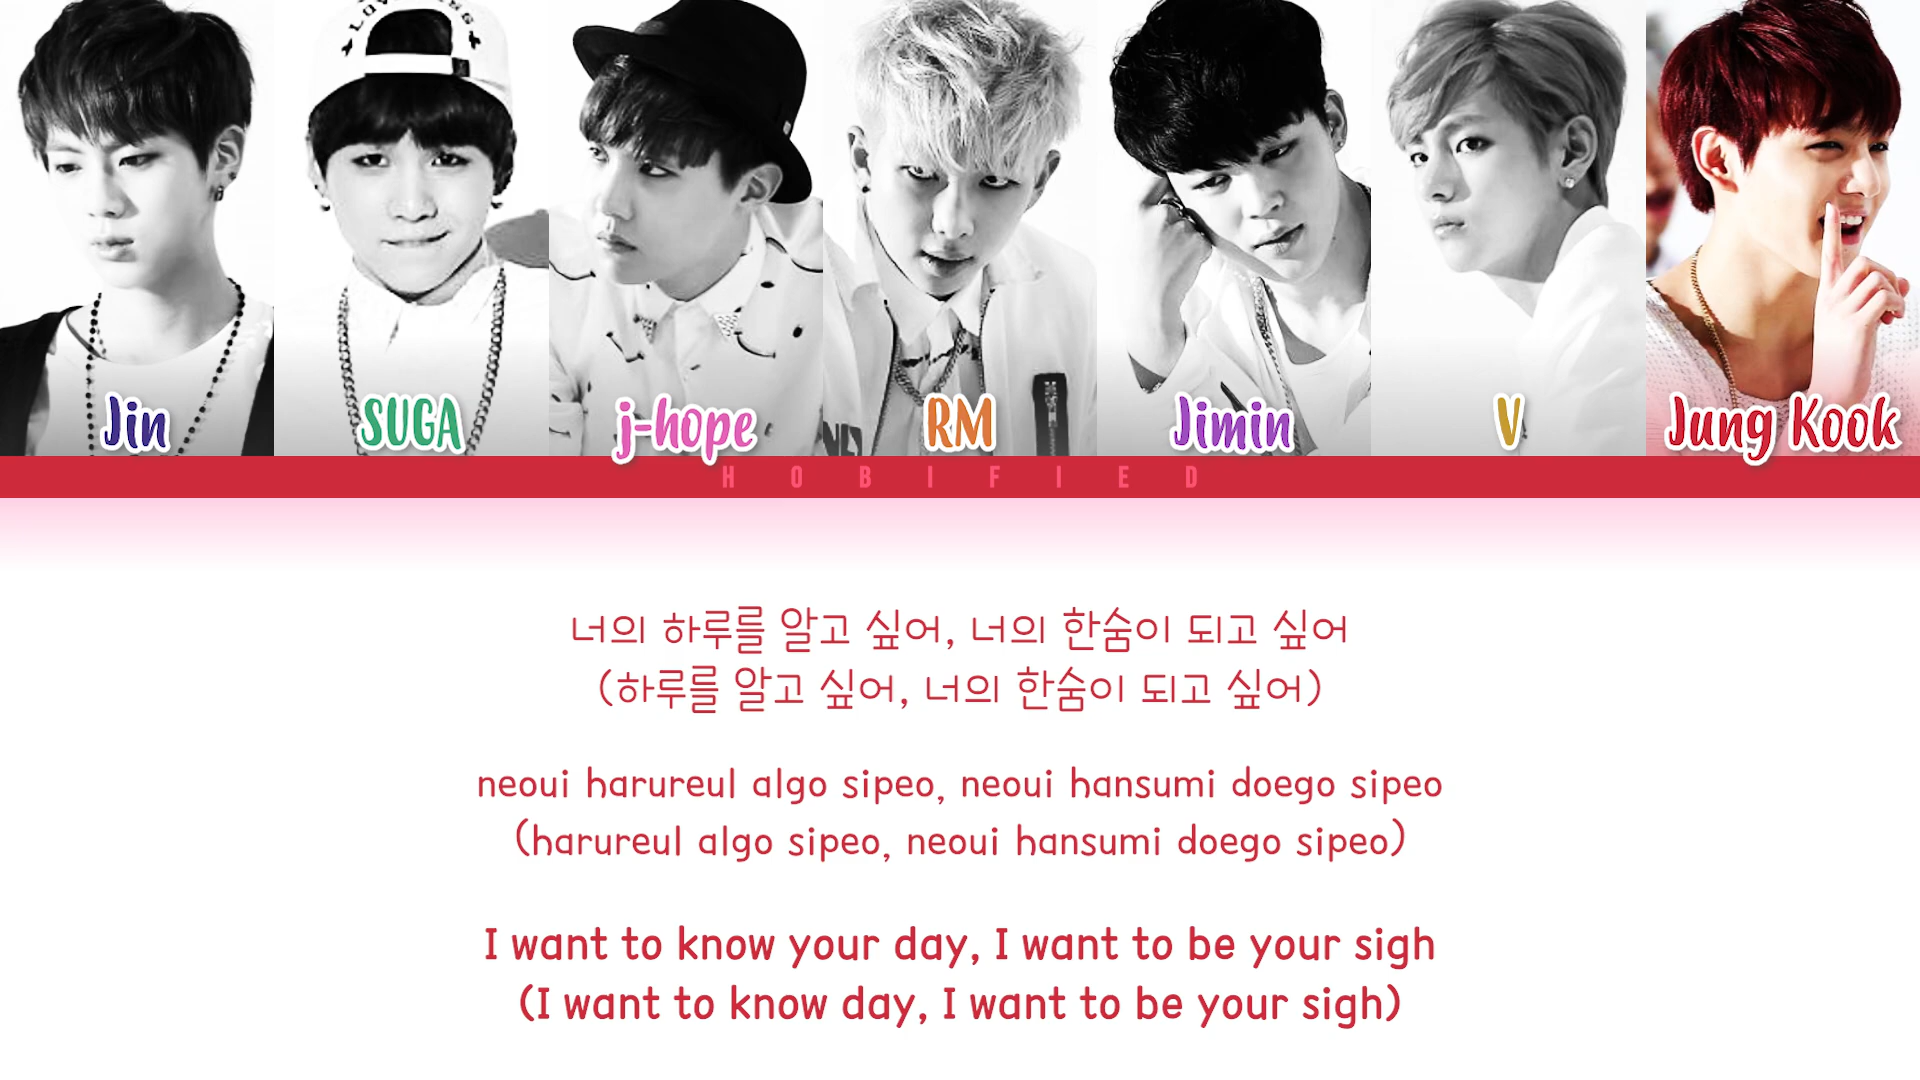 Jin
SUGA
j-hope
RM
Jimin
V
Jung Kook
HOBIFIED
너의 하루를 알고 싶어, 너의 한숨이 되고 싶어
(하루를 알고 싶어, 너의 한숨이 되고 싶어)
neoui harureul algo sipeo, neoui hansumi doego sipeo
(harureul algo sipeo, neoui hansumi doego sipeo)
I want to know your day, I want to be your sigh
(I want to know day, I want to be your sigh)